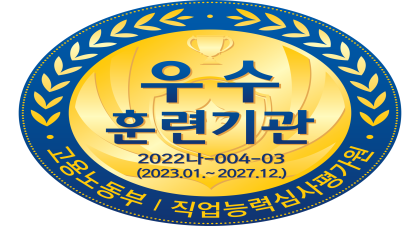 우수
훈련기관
2022나-004-03
(2023.01.~2027.12.)
고용노동부 | 직업능력심사평가원